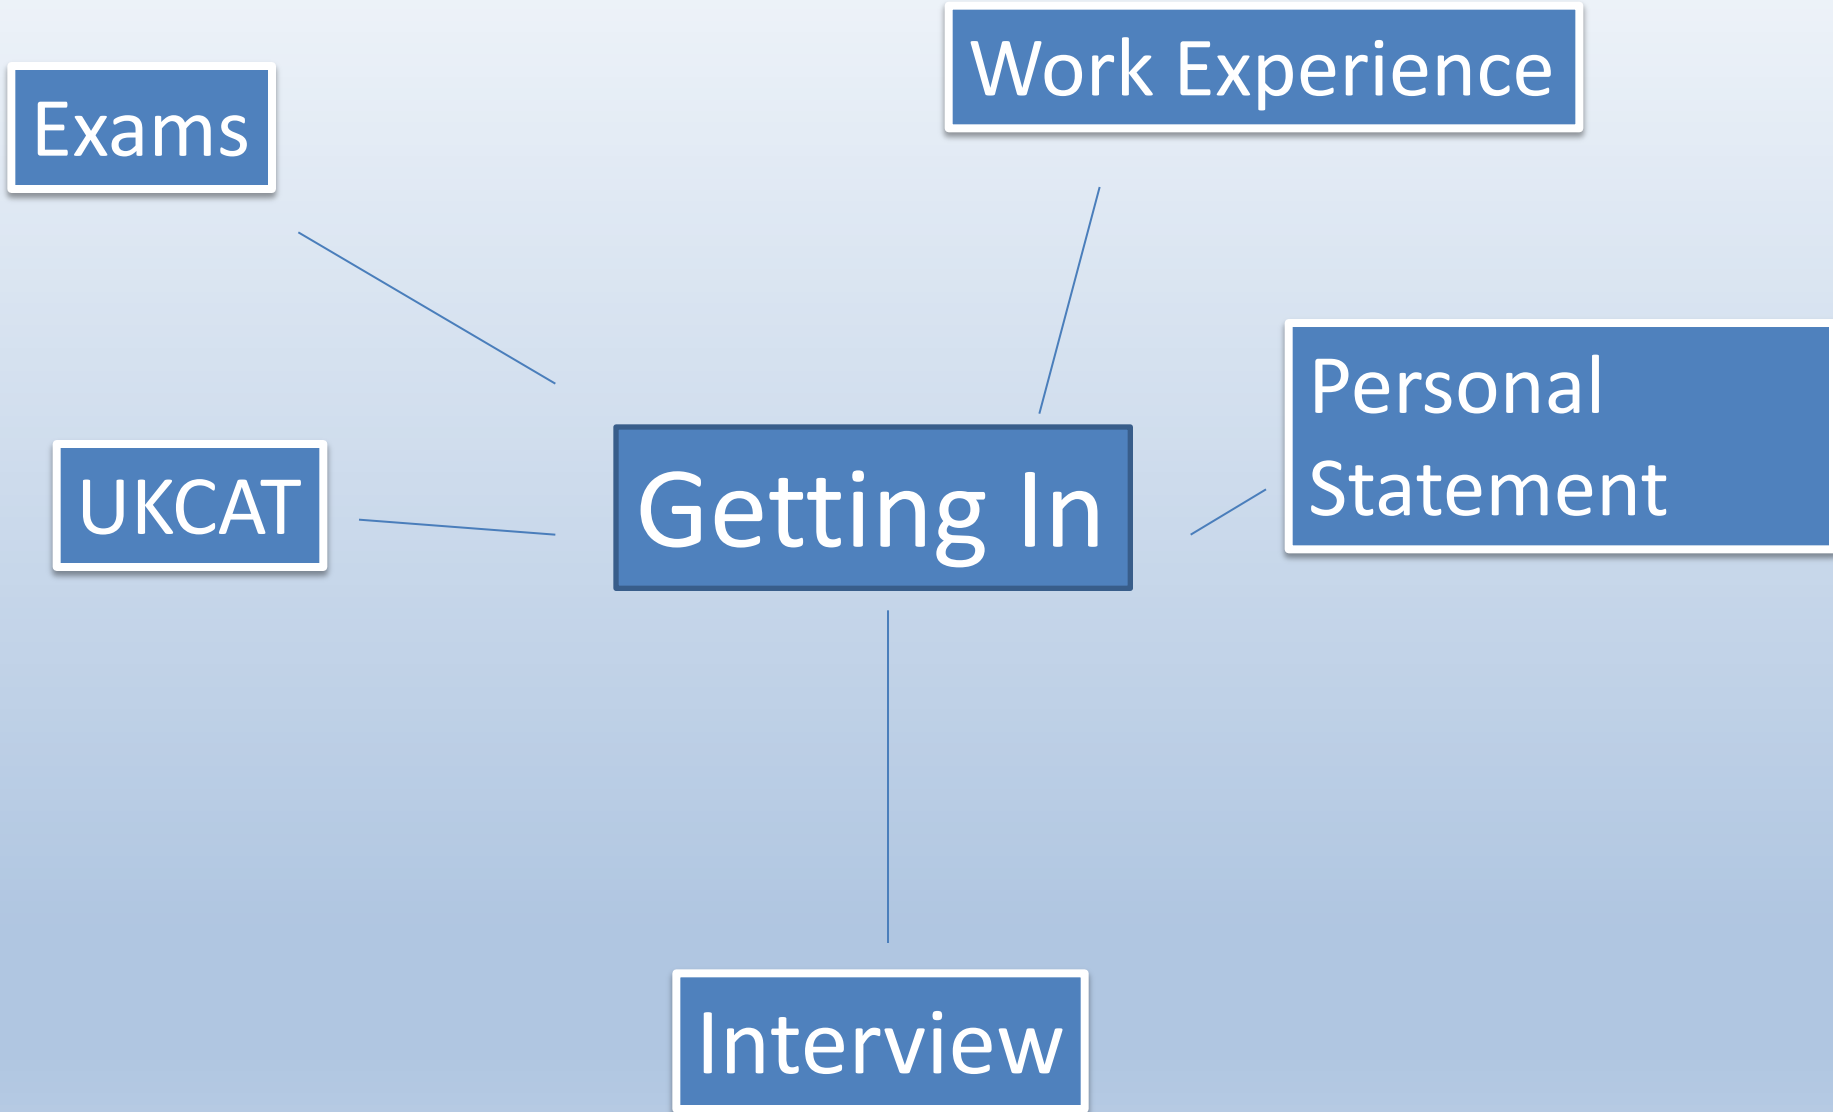 Work Experience
Exams
Personal
Statement
UKCAT
Getting In
Interview